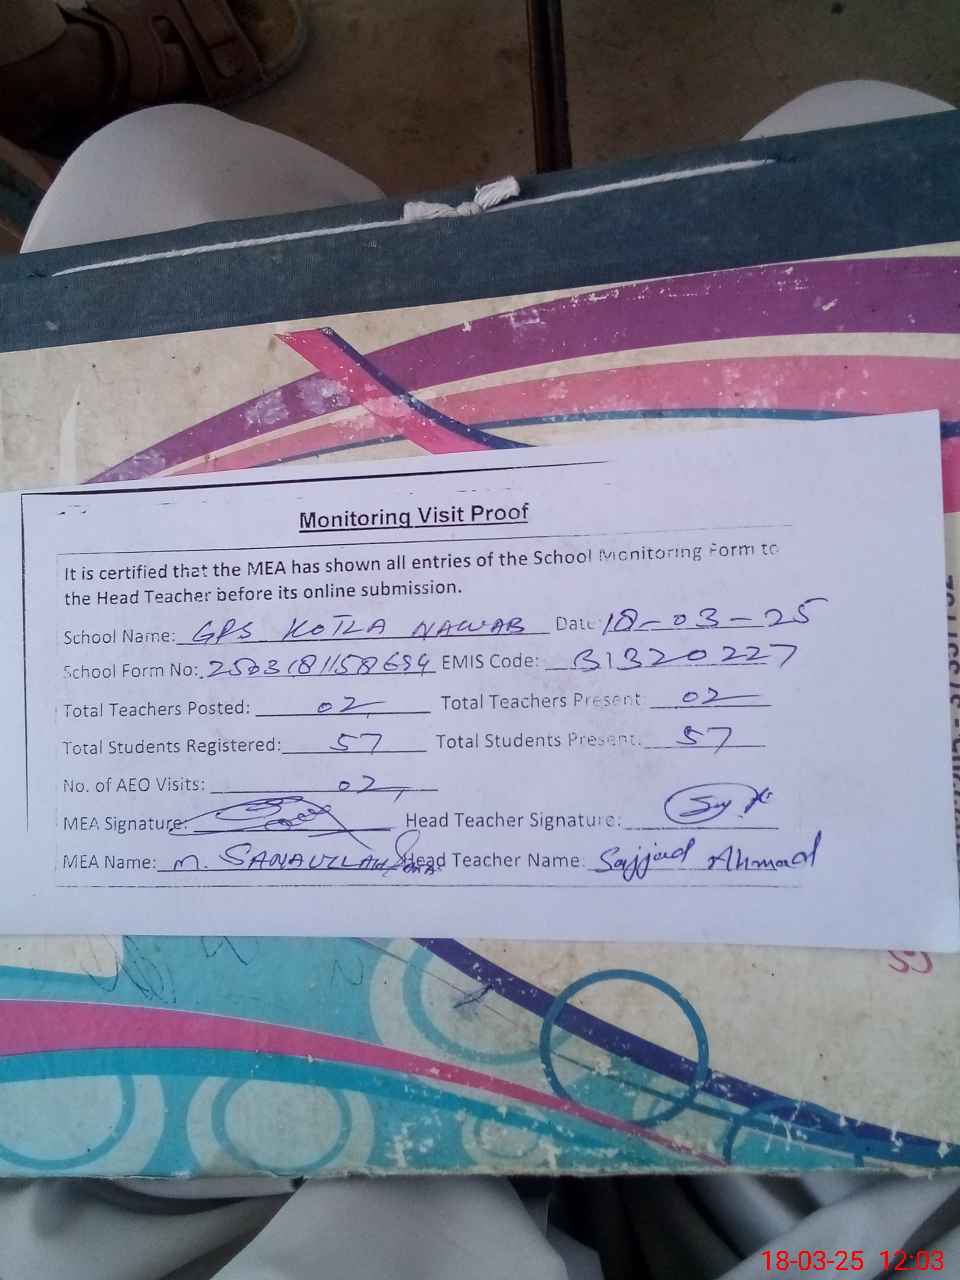 Monitoring Visit Proof
It is certified that the MEA has shown all entries of the School Monitoring Form to
the Head Teacher before its online submission.
School Name: GPS KOTLA NAWAB Date: 18-03-25
School Form No: 2503181158694 EMIS Code: 31320227
Total Teachers Posted: 02 Total Teachers Present: 02
Total Students Registered: 57 Total Students Present: 57
No. of AEO Visits: 02
MEA Signature: Head Teacher Signature:
MEA Name: M. SANAULLAH Head Teacher Name: Sajjad Ahmad
18-03-25 12:03